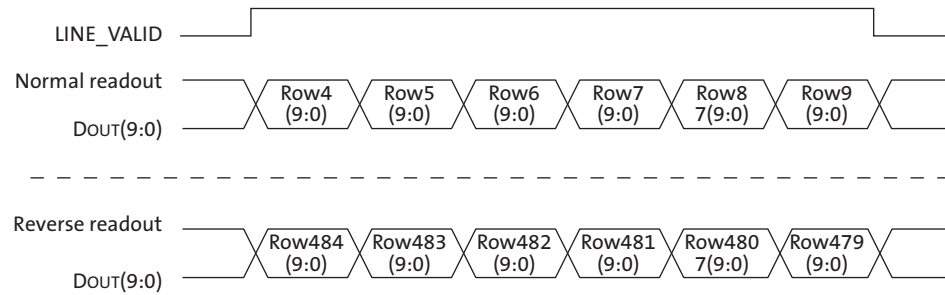 LINE_VALID
Normal readout
Row4 Row5 Row6 Row7 Row8 Row9
(9:0) (9:0) (9:0) (9:0) 7(9:0) (9:0)
DOUT(9:0)
Reverse readout
Row484 Row483 Row482 Row481 Row480 Row479
(9:0) (9:0) (9:0) (9:0) 7(9:0) (9:0)
DOUT(9:0)